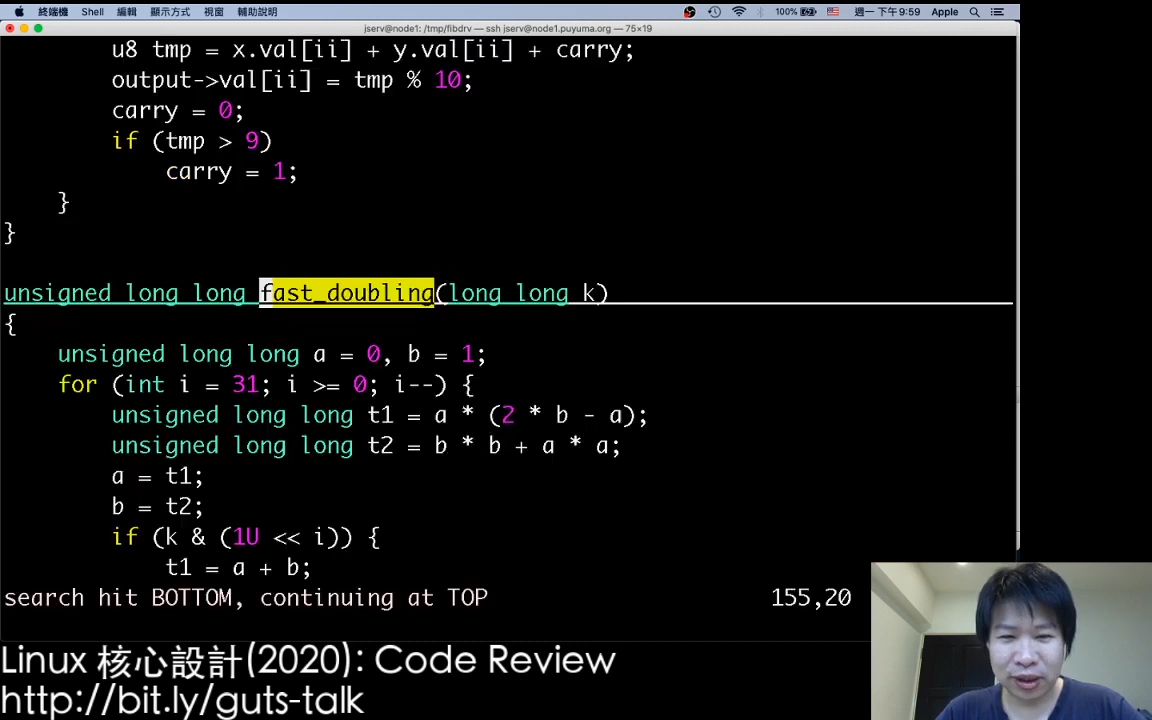 終端機 Shell 編輯 顯示方式 視窗 輔助說明 100% 週一 下午9:59 Apple
jserv@node1: /tmp/fibdrv — ssh jserv@node1.puyuma.org — 75×19
u8 tmp = x.val[ii] + y.val[ii] + carry;
output->val[ii] = tmp % 10;
carry = 0;
if (tmp > 9)
carry = 1;
}
}
unsigned long long fast_doubling(long long k)
{
unsigned long long a = 0, b = 1;
for (int i = 31; i >= 0; i--) {
unsigned long long t1 = a * (2 * b - a);
unsigned long long t2 = b * b + a * a;
a = t1;
b = t2;
if (k & (1U << i)) {
t1 = a + b;
search hit BOTTOM, continuing at TOP 155,20
Linux 核心設計(2020): Code Review
http://bit.ly/guts-talk